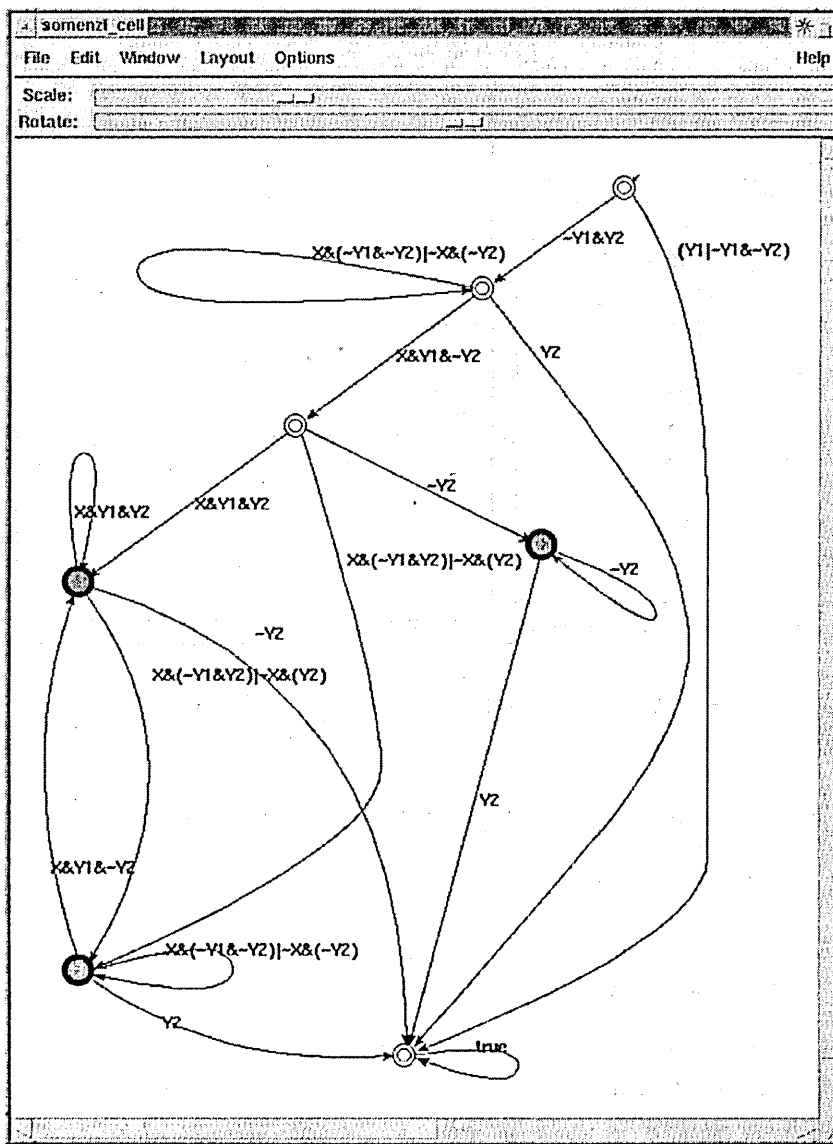 somenzi_cell
File Edit Window Layout Options Help
Scale:
Rotate:
~Y1&Y2
(Y1|~Y1&~Y2)
X&(~Y1&~Y2)|~X&(~Y2)
X&Y1&~Y2
Y2
~Y2
X&Y1&Y2
X&Y1&Y2
X&(~Y1&Y2)|~X&(Y2)
~Y2
~Y2
X&(~Y1&Y2)|~X&(Y2)
Y2
X&Y1&~Y2
X&(~Y1&~Y2)|~X&(~Y2)
Y2
true